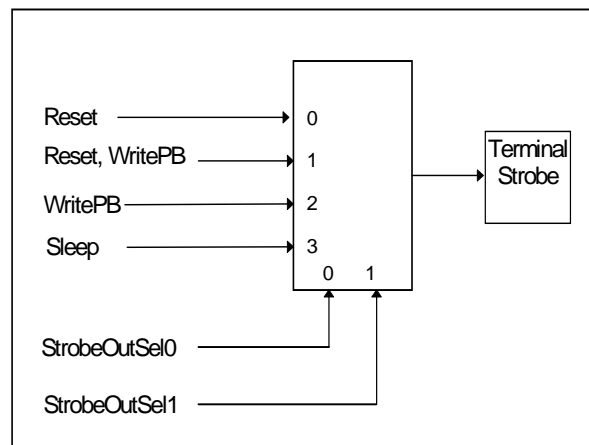 Reset
0
Reset, WritePB
1
WritePB
2
Sleep
3
0 1
Terminal
Strobe
StrobeOutSel0
StrobeOutSel1